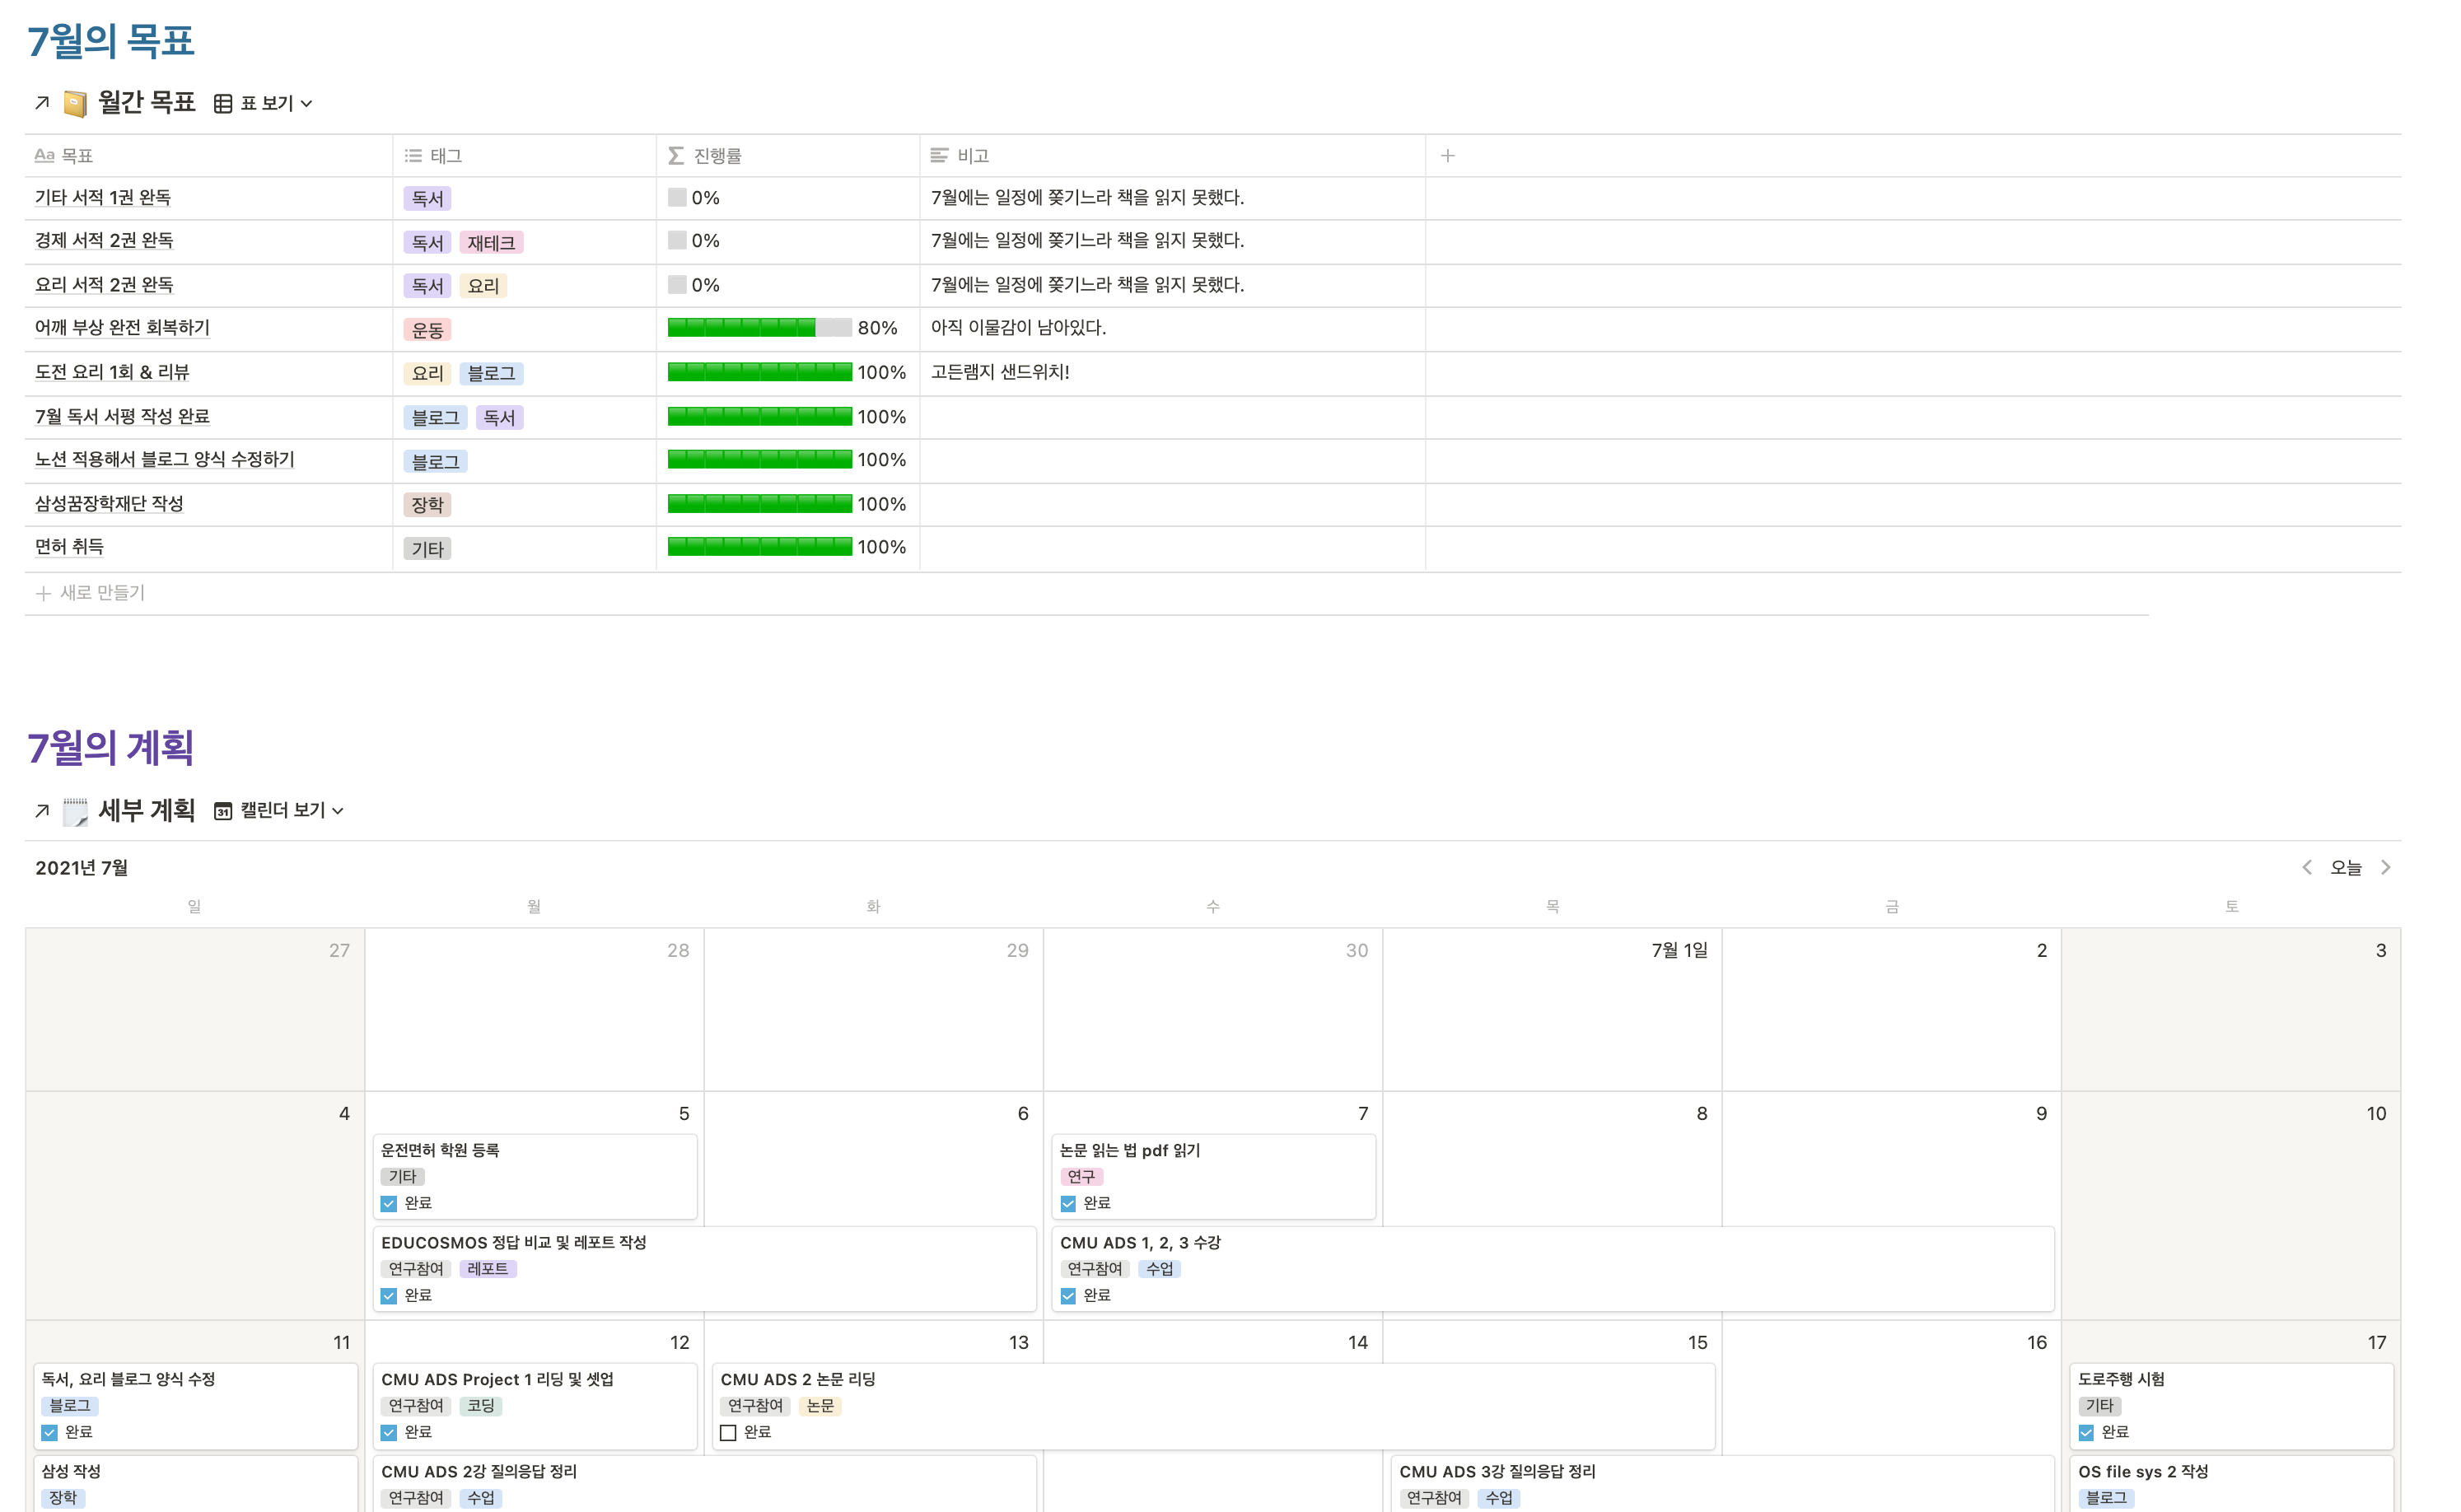 7월의 목표
월간 목표 표 보기
Aa 목표 태그 진행률 비고
기타 서적 1권 완독 독서 0% 7월에는 일정에 쫒기느라 책을 읽지 못했다.
경제 서적 2권 완독 독서 재테크 0% 7월에는 일정에 쫒기느라 책을 읽지 못했다.
요리 서적 2권 완독 독서 요리 0% 7월에는 일정에 쫒기느라 책을 읽지 못했다.
어깨 부상 완전 회복하기 운동 80% 아직 이물감이 남아있다.
도전 요리 1회 & 리뷰 요리 블로그 100% 고든램지 샌드위치!
7월 독서 서평 작성 완료 블로그 독서 100%
노션 적용해서 블로그 양식 수정하기 블로그 100%
삼성꿈장학재단 작성 장학 100%
면허 취득 기타 100%
새로 만들기
7월의 계획
세부 계획 31 캘린더 보기
2021년 7월 오늘
일 월 화 수 목 금 토
27 28 29 30 7월 1일 2 3
4 5 6 7 8 9 10
운전면허 학원 등록 논문 읽는 법 pdf 읽기
기타 연구
완료 완료
EDUCOSMOS 정답 비교 및 레포트 작성 CMU ADS 1, 2, 3 수강
연구참여 레포트 연구참여 수업
완료 완료
11 12 13 14 15 16 17
독서, 요리 블로그 양식 수정 CMU ADS Project 1 리딩 및 셋업 CMU ADS 2 논문 리딩 도로주행 시험
블로그 연구참여 코딩 연구참여 논문 기타
완료 완료 완료 완료
삼성 작성 CMU ADS 2강 질의응답 정리 CMU ADS 3강 질의응답 정리 OS file sys 2 작성
장학 연구참여 수업 연구참여 수업 블로그